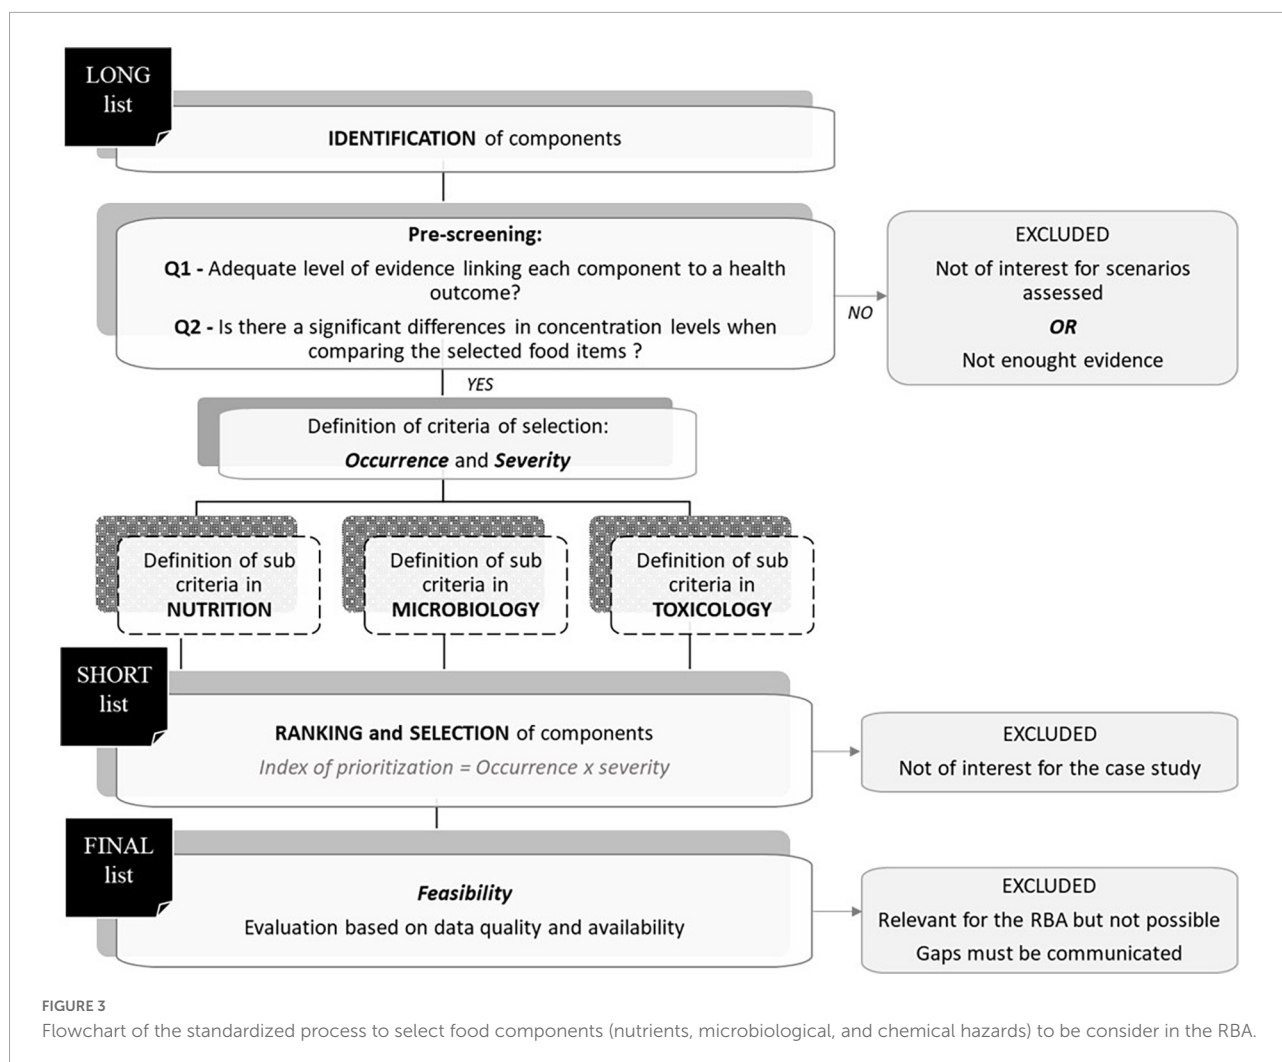 LONG
list
IDENTIFICATION of components
Pre-screening:
Q1 - Adequate level of evidence linking each component to a health
outcome?
Q2 - Is there a significant differences in concentration levels when
comparing the selected food items ?
NO
EXCLUDED
Not of interest for scenarios
assessed
OR
Not enought evidence
YES
Definition of criteria of selection:
Occurrence and Severity
Definition of sub
criteria in
NUTRITION
Definition of sub
criteria in
MICROBIOLOGY
Definition of sub
criteria in
TOXICOLOGY
SHORT
list
RANKING and SELECTION of components
Index of prioritization = Occurrence x severity
EXCLUDED
Not of interest for the case study
FINAL
list
Feasibility
Evaluation based on data quality and availability
EXCLUDED
Relevant for the RBA but not possible
Gaps must be communicated
FIGURE 3
Flowchart of the standardized process to select food components (nutrients, microbiological, and chemical hazards) to be consider in the RBA.